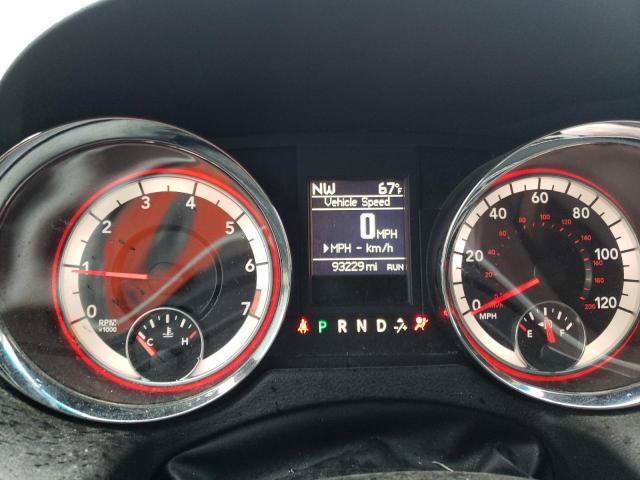 NW 67°F
Vehicle Speed
0 MPH
▶MPH - km/h
93229 mi RUN
P R N D
0 1 2 3 4 5 6 7
RPM
x1000
C H
0 20 40 60 80 100 120
MPH
E F